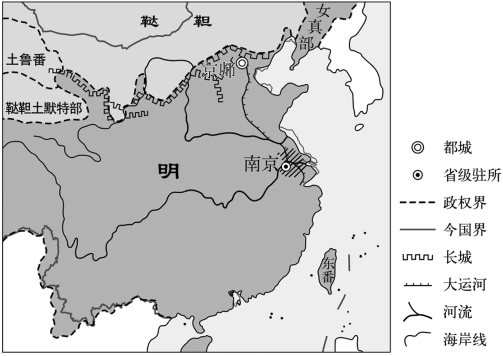 鞑靼
女真部
土鲁番
京师
鞑靼土默特部
明
南京
东番
都城
省级驻所
政权界
今国界
长城
大运河
河流
海岸线